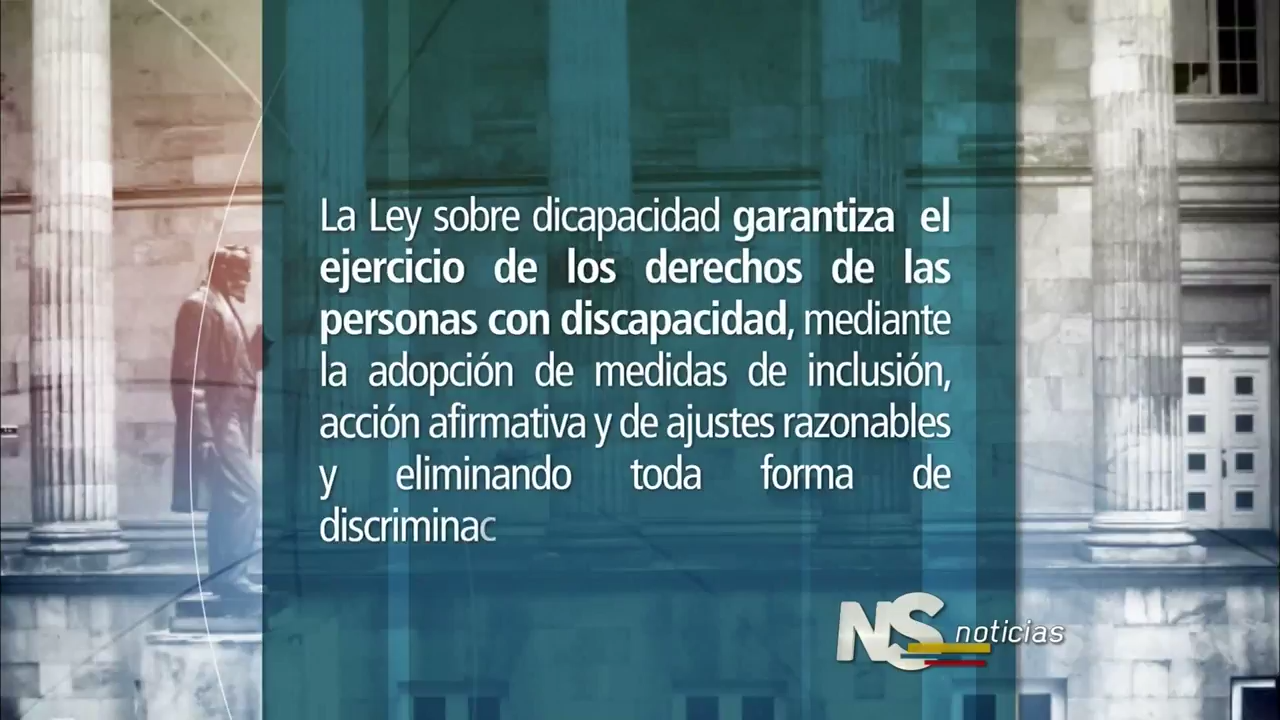 La Ley sobre dicapacidad garantiza el
ejercicio de los derechos de las
personas con discapacidad, mediante
la adopción de medidas de inclusión,
acción afirmativa y de ajustes razonables
y eliminando toda forma de
discriminac
NS noticias